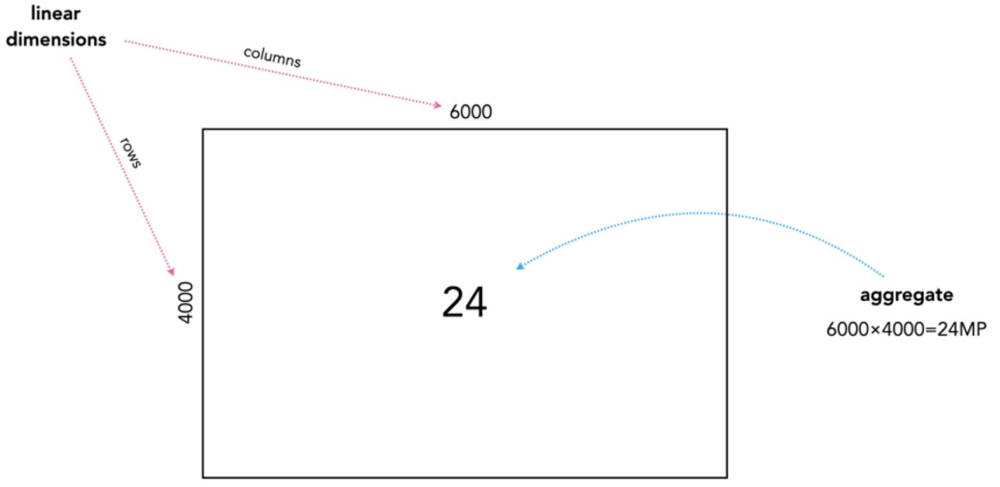 linear
dimensions
columns
rows
6000
4000
24
aggregate
6000×4000=24MP